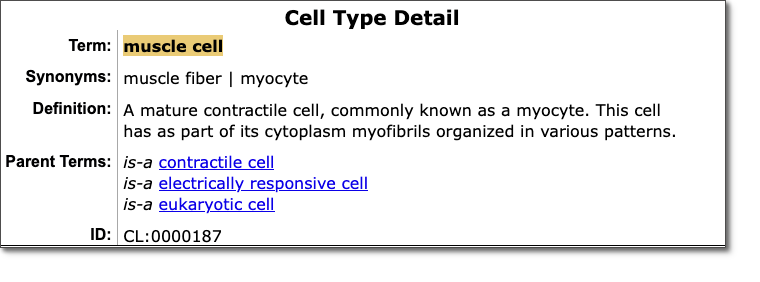 Cell Type Detail
Term: muscle cell
Synonyms: muscle fiber | myocyte
Definition: A mature contractile cell, commonly known as a myocyte. This cell
has as part of its cytoplasm myofibrils organized in various patterns.
Parent Terms: is-a contractile cell
is-a electrically responsive cell
is-a eukaryotic cell
ID: CL:0000187